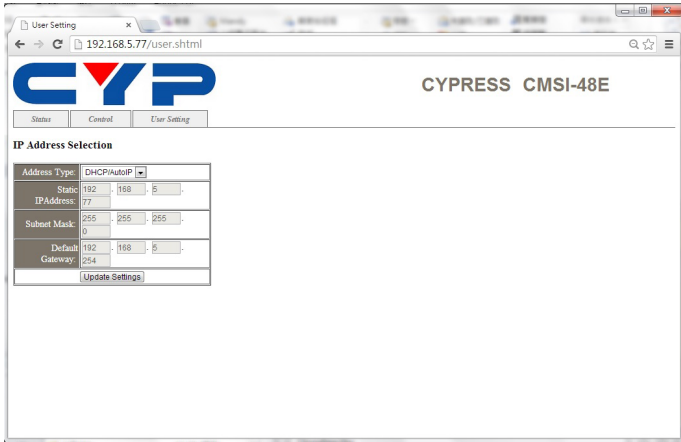 User Setting
192.168.5.77/user.shtml
CYP
CYPRESS CMSI-48E
Status Control User Setting
IP Address Selection
Address Type: DHCP/AutoIP
Static 192 . 168 . 5 .
IPAddress: 77
Subnet Mask: 255 . 255 . 255 .
0
Default 192 . 168 . 5 .
Gateway: 254
Update Settings